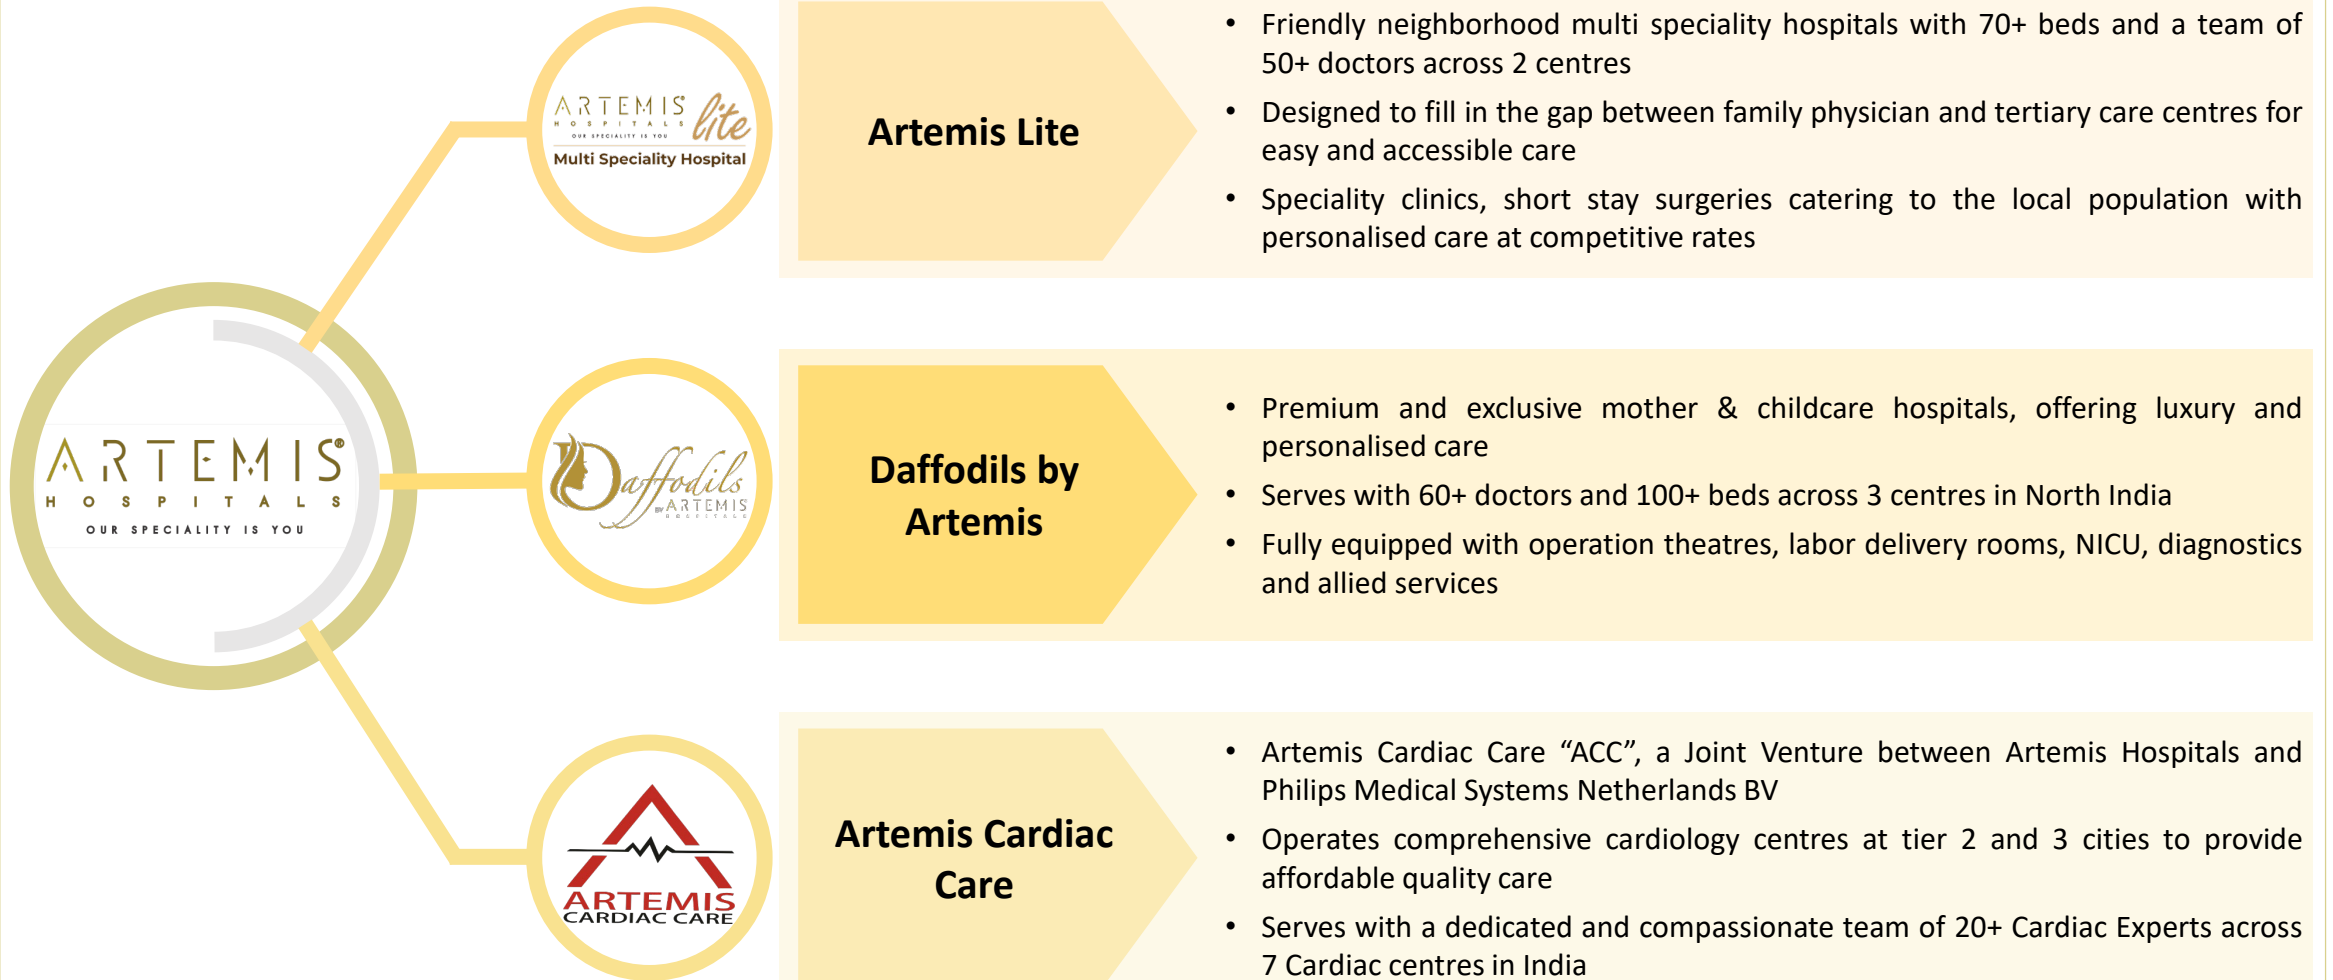 ARTEMIS®
HOSPITALS
OUR SPECIALITY IS YOU
ARTEMIS® lite
HOSPITALS
OUR SPECIALITY IS YOU
Multi Speciality Hospital
Artemis Lite
• Friendly neighborhood multi speciality hospitals with 70+ beds and a team of
50+ doctors across 2 centres
• Designed to fill in the gap between family physician and tertiary care centres for
easy and accessible care
• Speciality clinics, short stay surgeries catering to the local population with
personalised care at competitive rates
Daffodils
BY ARTEMIS
HOSPITALS
Daffodils by
Artemis
• Premium and exclusive mother & childcare hospitals, offering luxury and
personalised care
• Serves with 60+ doctors and 100+ beds across 3 centres in North India
• Fully equipped with operation theatres, labor delivery rooms, NICU, diagnostics
and allied services
ARTEMIS
CARDIAC CARE
Artemis Cardiac
Care
• Artemis Cardiac Care “ACC”, a Joint Venture between Artemis Hospitals and
Philips Medical Systems Netherlands BV
• Operates comprehensive cardiology centres at tier 2 and 3 cities to provide
affordable quality care
• Serves with a dedicated and compassionate team of 20+ Cardiac Experts across
7 Cardiac centres in India